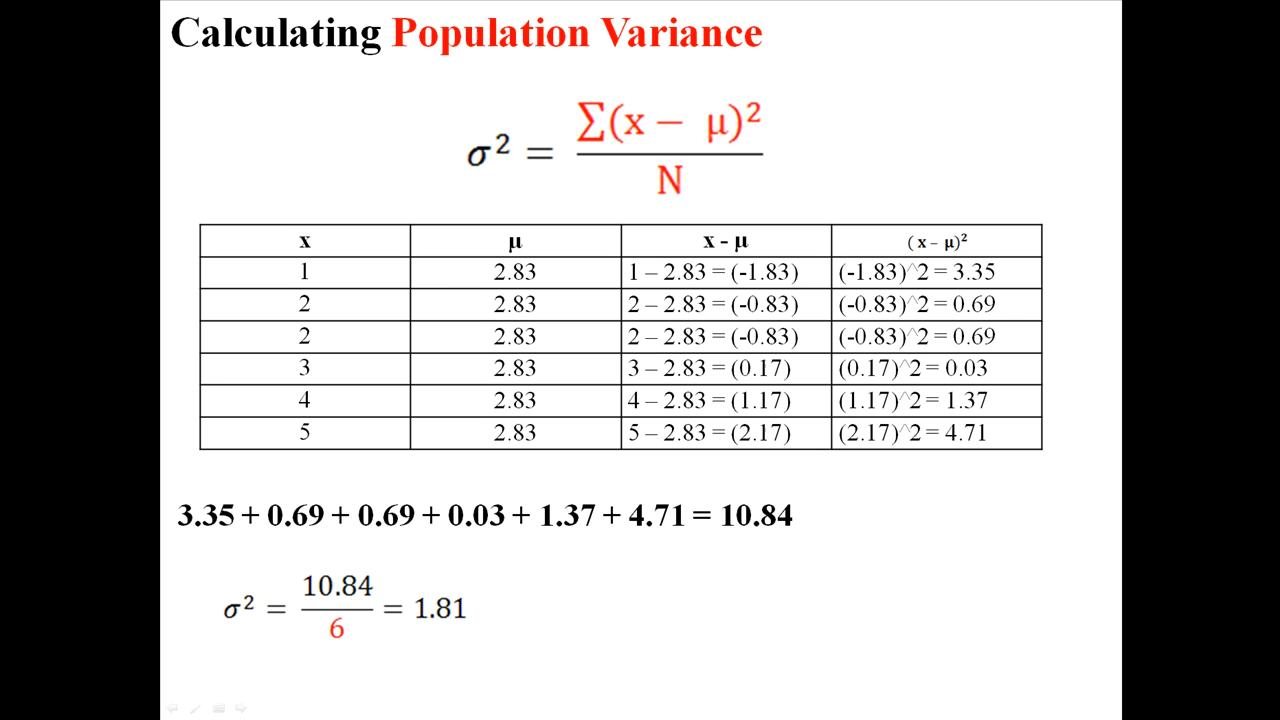 Calculating Population Variance
σ² = ∑(x − μ)² / N
x μ x - μ ( x – μ)²
1 2.83 1 – 2.83 = (-1.83) (-1.83)^2 = 3.35
2 2.83 2 – 2.83 = (-0.83) (-0.83)^2 = 0.69
2 2.83 2 – 2.83 = (-0.83) (-0.83)^2 = 0.69
3 2.83 3 – 2.83 = (0.17) (0.17)^2 = 0.03
4 2.83 4 – 2.83 = (1.17) (1.17)^2 = 1.37
5 2.83 5 – 2.83 = (2.17) (2.17)^2 = 4.71
3.35 + 0.69 + 0.69 + 0.03 + 1.37 + 4.71 = 10.84
σ² = 10.84 / 6 = 1.81